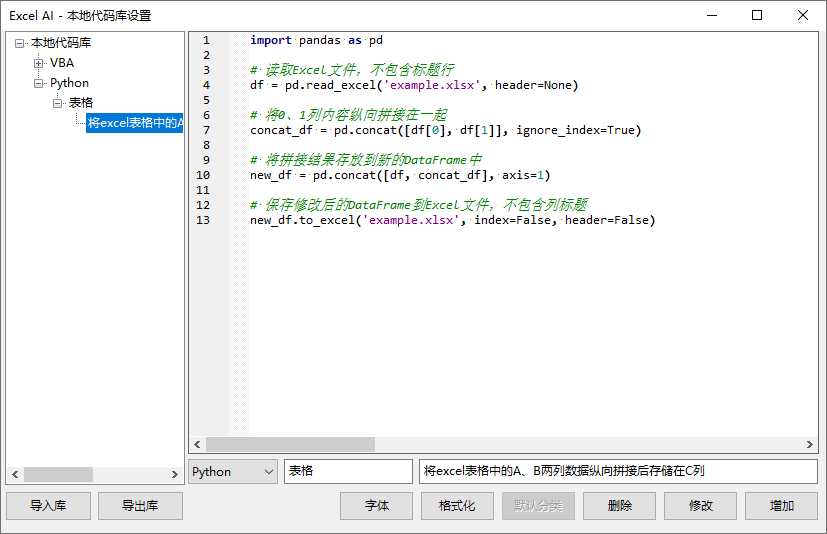 Excel AI - 本地代码库设置
本地代码库
VBA
Python
表格
将excel表格中的A
1 import pandas as pd
2
3 # 读取Excel文件，不包含标题行
4 df = pd.read_excel('example.xlsx', header=None)
5
6 # 将0、1列内容纵向拼接在一起
7 concat_df = pd.concat([df[0], df[1]], ignore_index=True)
8
9 # 将拼接结果存放到新的DataFrame中
10 new_df = pd.concat([df, concat_df], axis=1)
11
12 # 保存修改后的DataFrame到Excel文件，不包含列标题
13 new_df.to_excel('example.xlsx', index=False, header=False)
Python 表格 将excel表格中的A、B两列数据纵向拼接后存储在C列
导入库 导出库 字体 格式化 默认分类 删除 修改 增加